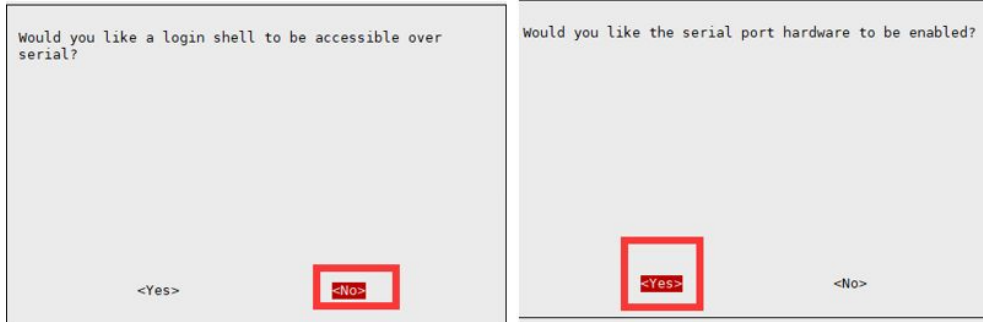 Would you like a login shell to be accessible over
serial?
<Yes> <No>
Would you like the serial port hardware to be enabled?
<Yes> <No>